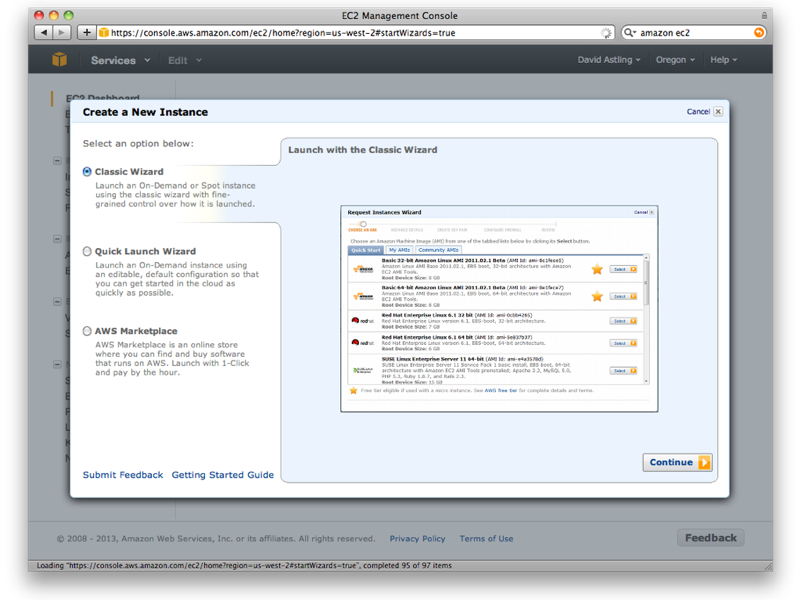 EC2 Management Console
https://console.aws.amazon.com/ec2/home?region=us-west-2#startWizards=true
amazon ec2
Services
Edit
David Astling
Oregon
Help
EC2 Dashboard
Create a New Instance
Cancel
Select an option below:
Classic Wizard
Launch an On-Demand or Spot instance
using the classic wizard with fine-
grained control over how it is launched.
Quick Launch Wizard
Launch an On-Demand instance using
an editable, default configuration so that
you can get started in the cloud as
quickly as possible.
AWS Marketplace
AWS Marketplace is an online store
where you can find and buy software
that runs on AWS. Launch with 1-Click
and pay by the hour.
Submit Feedback Getting Started Guide
Launch with the Classic Wizard
Request Instances Wizard
Cancel
CHOOSE AN AMI INSTANCE DETAILS CREATE KEY PAIR CONFIGURE FIREWALL REVIEW
Choose an Amazon Machine Image (AMI) from one of the tabbed lists below by clicking its Select button.
Quick Start My AMIs Community AMIs
Basic 32-bit Amazon Linux AMI 2011.02.1 Beta
Amazon Linux AMI Base 2011.02.1, EBS boot, 32-bit architecture with Amazon
EC2 AMI Tools.
Root Device Size: 8 GB
Select
Basic 64-bit Amazon Linux AMI 2011.02.1 Beta
Amazon Linux AMI Base 2011.02.1, EBS boot, 64-bit architecture with Amazon
EC2 AMI Tools.
Root Device Size: 8 GB
Select
Red Hat Enterprise Linux 6.1 32 bit
Red Hat Enterprise Linux version 6.1, EBS-boot, 32-bit architecture.
Root Device Size: 7 GB
Select
Red Hat Enterprise Linux 6.1 64 bit
Red Hat Enterprise Linux version 6.1, EBS-boot, 64-bit architecture.
Root Device Size: 6 GB
Select
SUSE Linux Enterprise Server 11 64-bit
SUSE Linux Enterprise Server 11 Service Pack 1 basic install, EBS boot, 64-bit
architecture with Amazon EC2 AMI Tools preinstalled; Apache 2.2, MySQL 5.0,
PHP 5.3, Ruby 1.8.7, and Rails 2.3.
Root Device Size: 15 GB
Select
Free tier eligible if used with a micro instance. See AWS free tier for complete details and terms.
Continue
© 2008 - 2013, Amazon Web Services, Inc. or its affiliates. All rights reserved. Privacy Policy Terms of Use
Feedback
Loading "https://console.aws.amazon.com/ec2/home?region=us-west-2#startWizards=true", completed 95 of 97 items